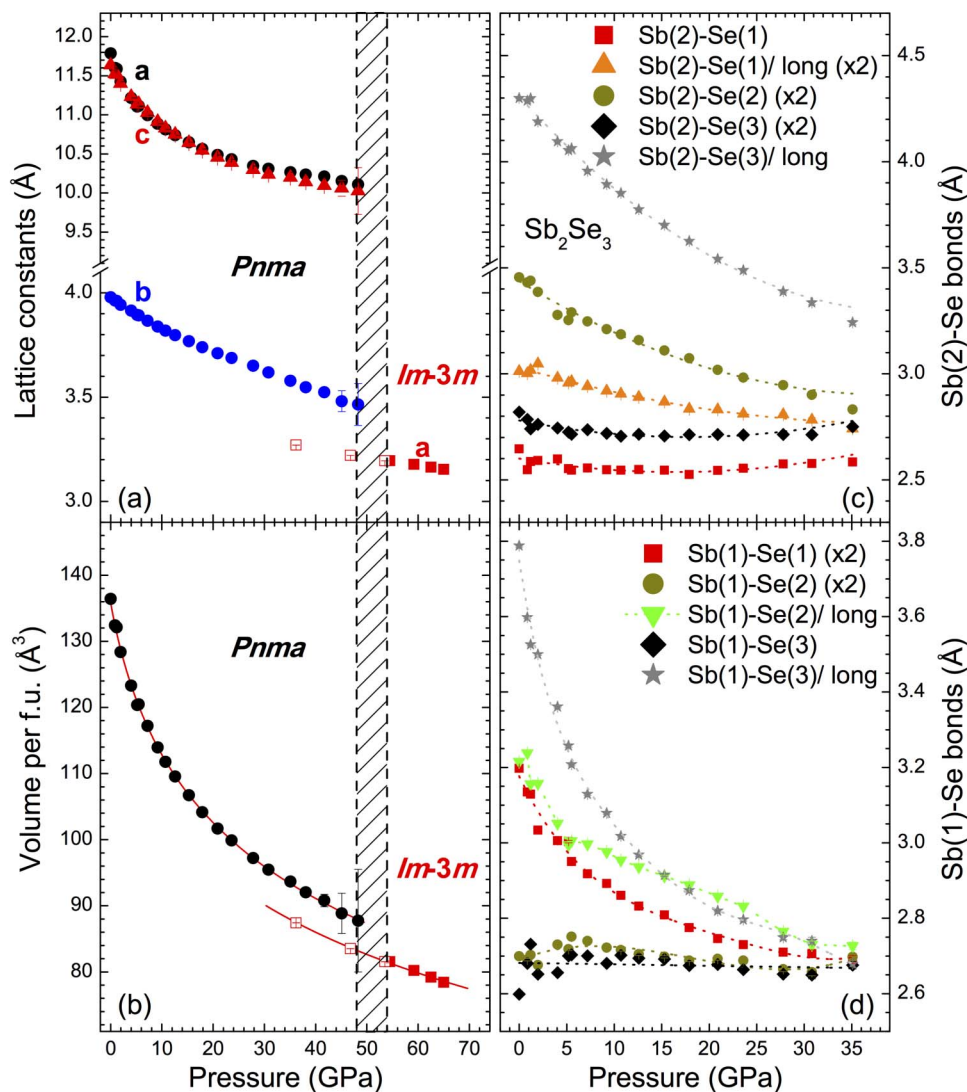 12.0
11.5
11.0
10.5
10.0
9.5
4.0
3.5
3.0
Lattice constants (Å)
a
c
b
Pnma
Im-3m
a
(a)
140
130
120
110
100
90
80
Volume per f.u. (Å³)
Pnma
Im-3m
(b)
0 10 20 30 40 50 60 70
Pressure (GPa)
Sb(2)-Se(1)
Sb(2)-Se(1)/ long (x2)
Sb(2)-Se(2) (x2)
Sb(2)-Se(3) (x2)
Sb(2)-Se(3)/ long
Sb₂Se₃
(c)
4.5
4.0
3.5
3.0
2.5
Sb(2)-Se bonds (Å)
Sb(1)-Se(1) (x2)
Sb(1)-Se(2) (x2)
Sb(1)-Se(2)/ long
Sb(1)-Se(3)
Sb(1)-Se(3)/ long
(d)
3.8
3.6
3.4
3.2
3.0
2.8
2.6
Sb(1)-Se bonds (Å)
0 5 10 15 20 25 30 35
Pressure (GPa)